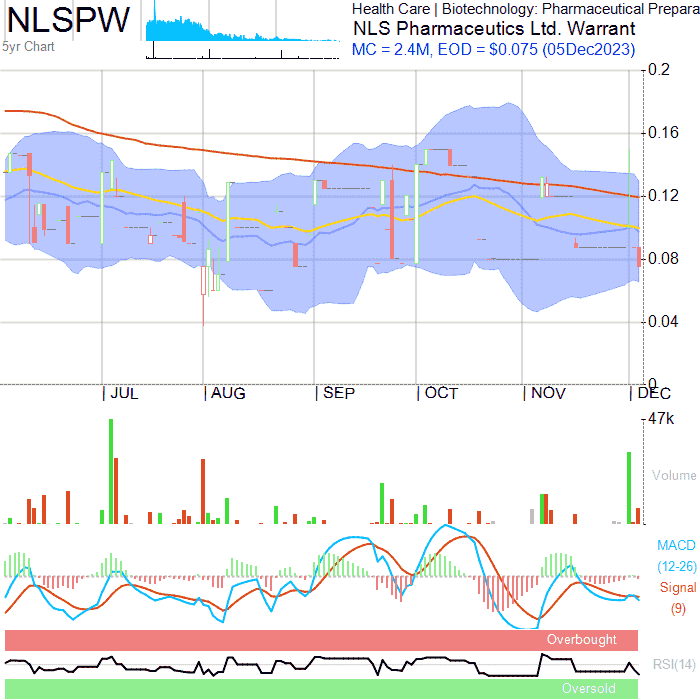 NLSPW
5yr Chart
Health Care | Biotechnology: Pharmaceutical Prepara
NLS Pharmaceutics Ltd. Warrant
MC = 2.4M, EOD = $0.075 (05Dec2023)
0.2
0.16
0.12
0.08
0.04
0
JUL AUG SEP OCT NOV DEC
47k
Volume
MACD
(12-26)
Signal
(9)
Overbought
RSI(14)
Oversold